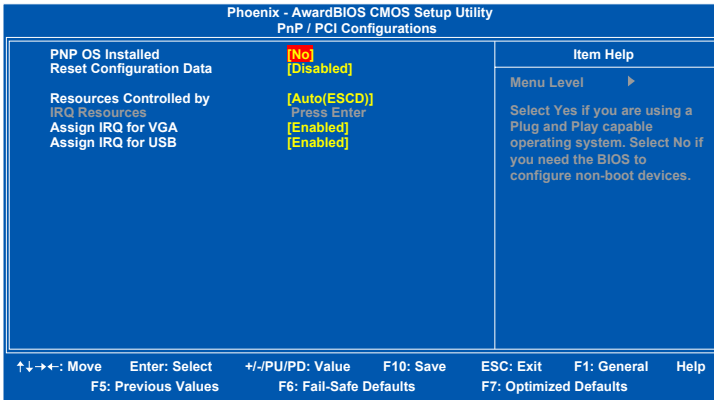 Phoenix - AwardBIOS CMOS Setup Utility
PnP / PCI Configurations
PNP OS Installed [No]
Reset Configuration Data [Disabled]
Resources Controlled by [Auto(ESCD)]
IRQ Resources Press Enter
Assign IRQ for VGA [Enabled]
Assign IRQ for USB [Enabled]
Item Help
Menu Level ▶
Select Yes if you are using a
Plug and Play capable
operating system. Select No if
you need the BIOS to
configure non-boot devices.
↑↓→←: Move Enter: Select +/-/PU/PD: Value F10: Save ESC: Exit F1: General Help
F5: Previous Values F6: Fail-Safe Defaults F7: Optimized Defaults